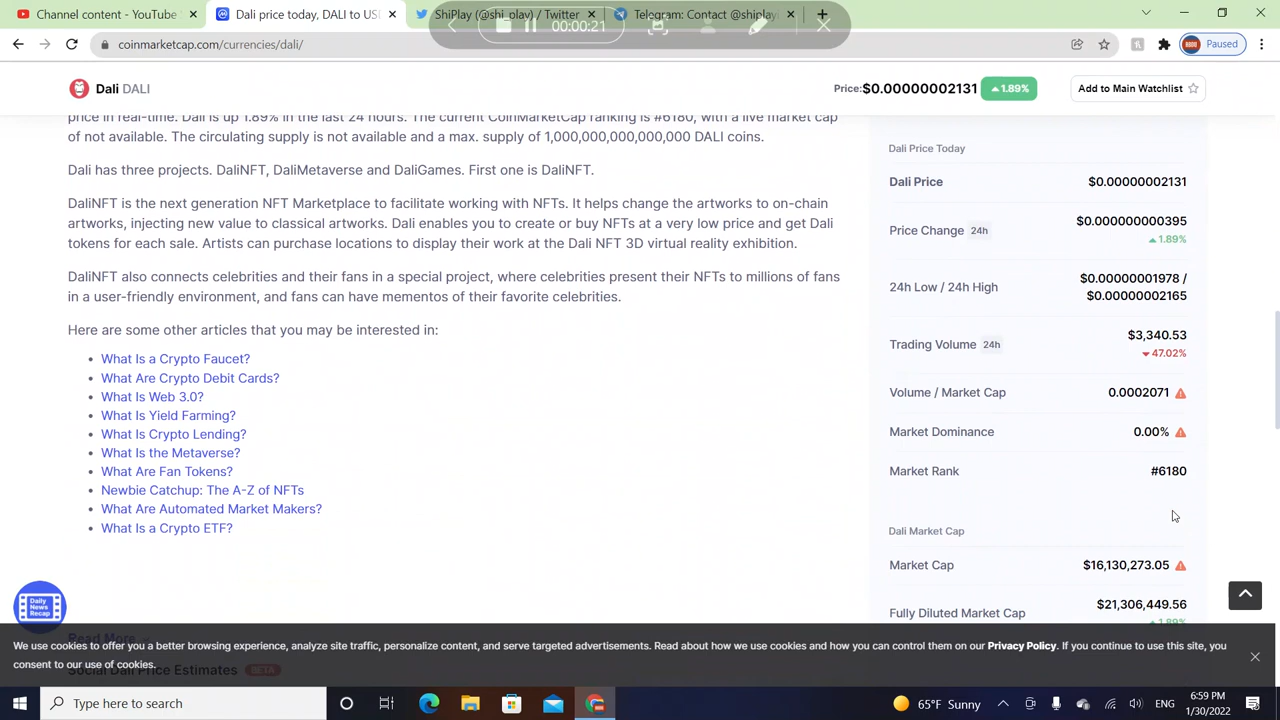 Channel content - YouTube
Dali price today, DALI to US
ShiPlay (@shi_play) / Twitter
Telegram: Contact @shiplay
00:00:21
coinmarketcap.com/currencies/dali/
Paused
Dali DALI
Price: $0.00000002131
1.89%
Add to Main Watchlist
price in real-time. Dali is up 1.89% in the last 24 hours. The current CoinMarketCap ranking is #6180, with a live market cap
of not available. The circulating supply is not available and a max. supply of 1,000,000,000,000,000 DALI coins.
Dali has three projects. DaliNFT, DaliMetaverse and DaliGames. First one is DaliNFT.
DaliNFT is the next generation NFT Marketplace to facilitate working with NFTs. It helps change the artworks to on-chain
artworks, injecting new value to classical artworks. Dali enables you to create or buy NFTs at a very low price and get Dali
tokens for each sale. Artists can purchase locations to display their work at the Dali NFT 3D virtual reality exhibition.
DaliNFT also connects celebrities and their fans in a special project, where celebrities present their NFTs to millions of fans
in a user-friendly environment, and fans can have mementos of their favorite celebrities.
Here are some other articles that you may be interested in:
What Is a Crypto Faucet?
What Are Crypto Debit Cards?
What Is Web 3.0?
What Is Yield Farming?
What Is Crypto Lending?
What Is the Metaverse?
What Are Fan Tokens?
Newbie Catchup: The A-Z of NFTs
What Are Automated Market Makers?
What Is a Crypto ETF?
Read More
Social Dali Price Estimates BETA
Daily
News
Recap
Dali Price Today
Dali Price $0.00000002131
Price Change 24h $0.000000000395
1.89%
24h Low / 24h High $0.00000001978 /
$0.00000002165
Trading Volume 24h $3,340.53
47.02%
Volume / Market Cap 0.0002071
Market Dominance 0.00%
Market Rank #6180
Dali Market Cap
Market Cap $16,130,273.05
Fully Diluted Market Cap $21,306,449.56
1.89%
We use cookies to offer you a better browsing experience, analyze site traffic, personalize content, and serve targeted advertisements. Read about how we use cookies and how you can control them on our Privacy Policy. If you continue to use this site, you
consent to our use of cookies.
Type here to search
65°F Sunny
ENG
6:59 PM
1/30/2022